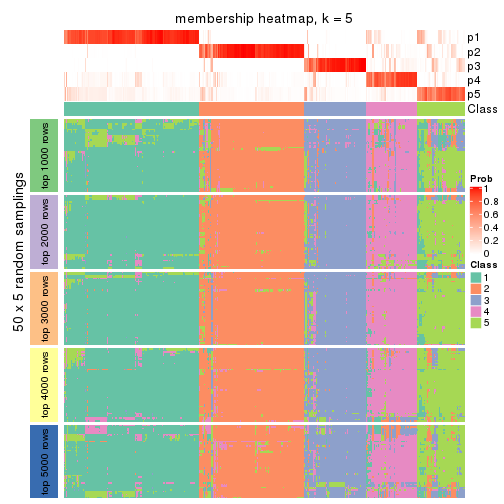 membership heatmap, k = 5
p1
p2
p3
p4
p5
Class
50 x 5 random samplings
top 1000 rows
top 2000 rows
top 3000 rows
top 4000 rows
top 5000 rows
Prob
1
0.8
0.6
0.4
0.2
0
Class
1
2
3
4
5